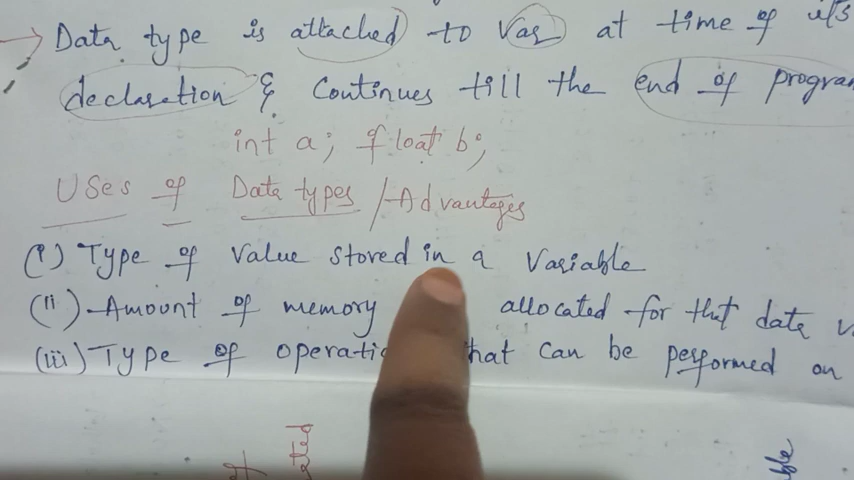 Data type is attached to Var at time of its
declaration & Continues till the end of program
int a; float b;
Uses of Data types / Advantages
(i) Type of Value Stored in a Variable
(ii) Amount of memory allocated for that data
(iii) Type of that can be performed on